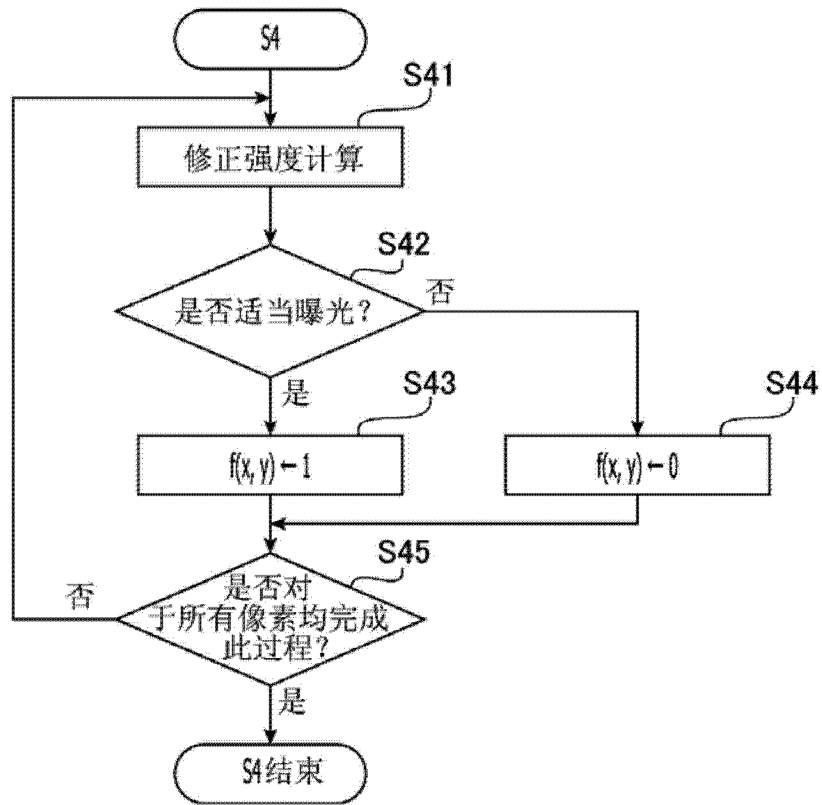 S4
S41
修正强度计算
S42
是否适当曝光?
否
是
S43
f(x, y)←1
S44
f(x, y)←0
S45
是否对
于所有像素均完成
此过程?
否
是
S4结束